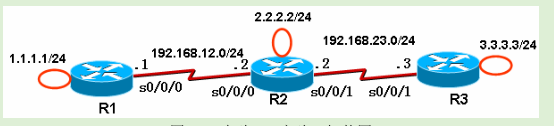 2.2.2.2/24
1.1.1.1/24
192.168.12.0/24
192.168.23.0/24
3.3.3.3/24
.1
.2
.2
.3
s0/0/0
s0/0/0
s0/0/1
s0/0/1
R1
R2
R3